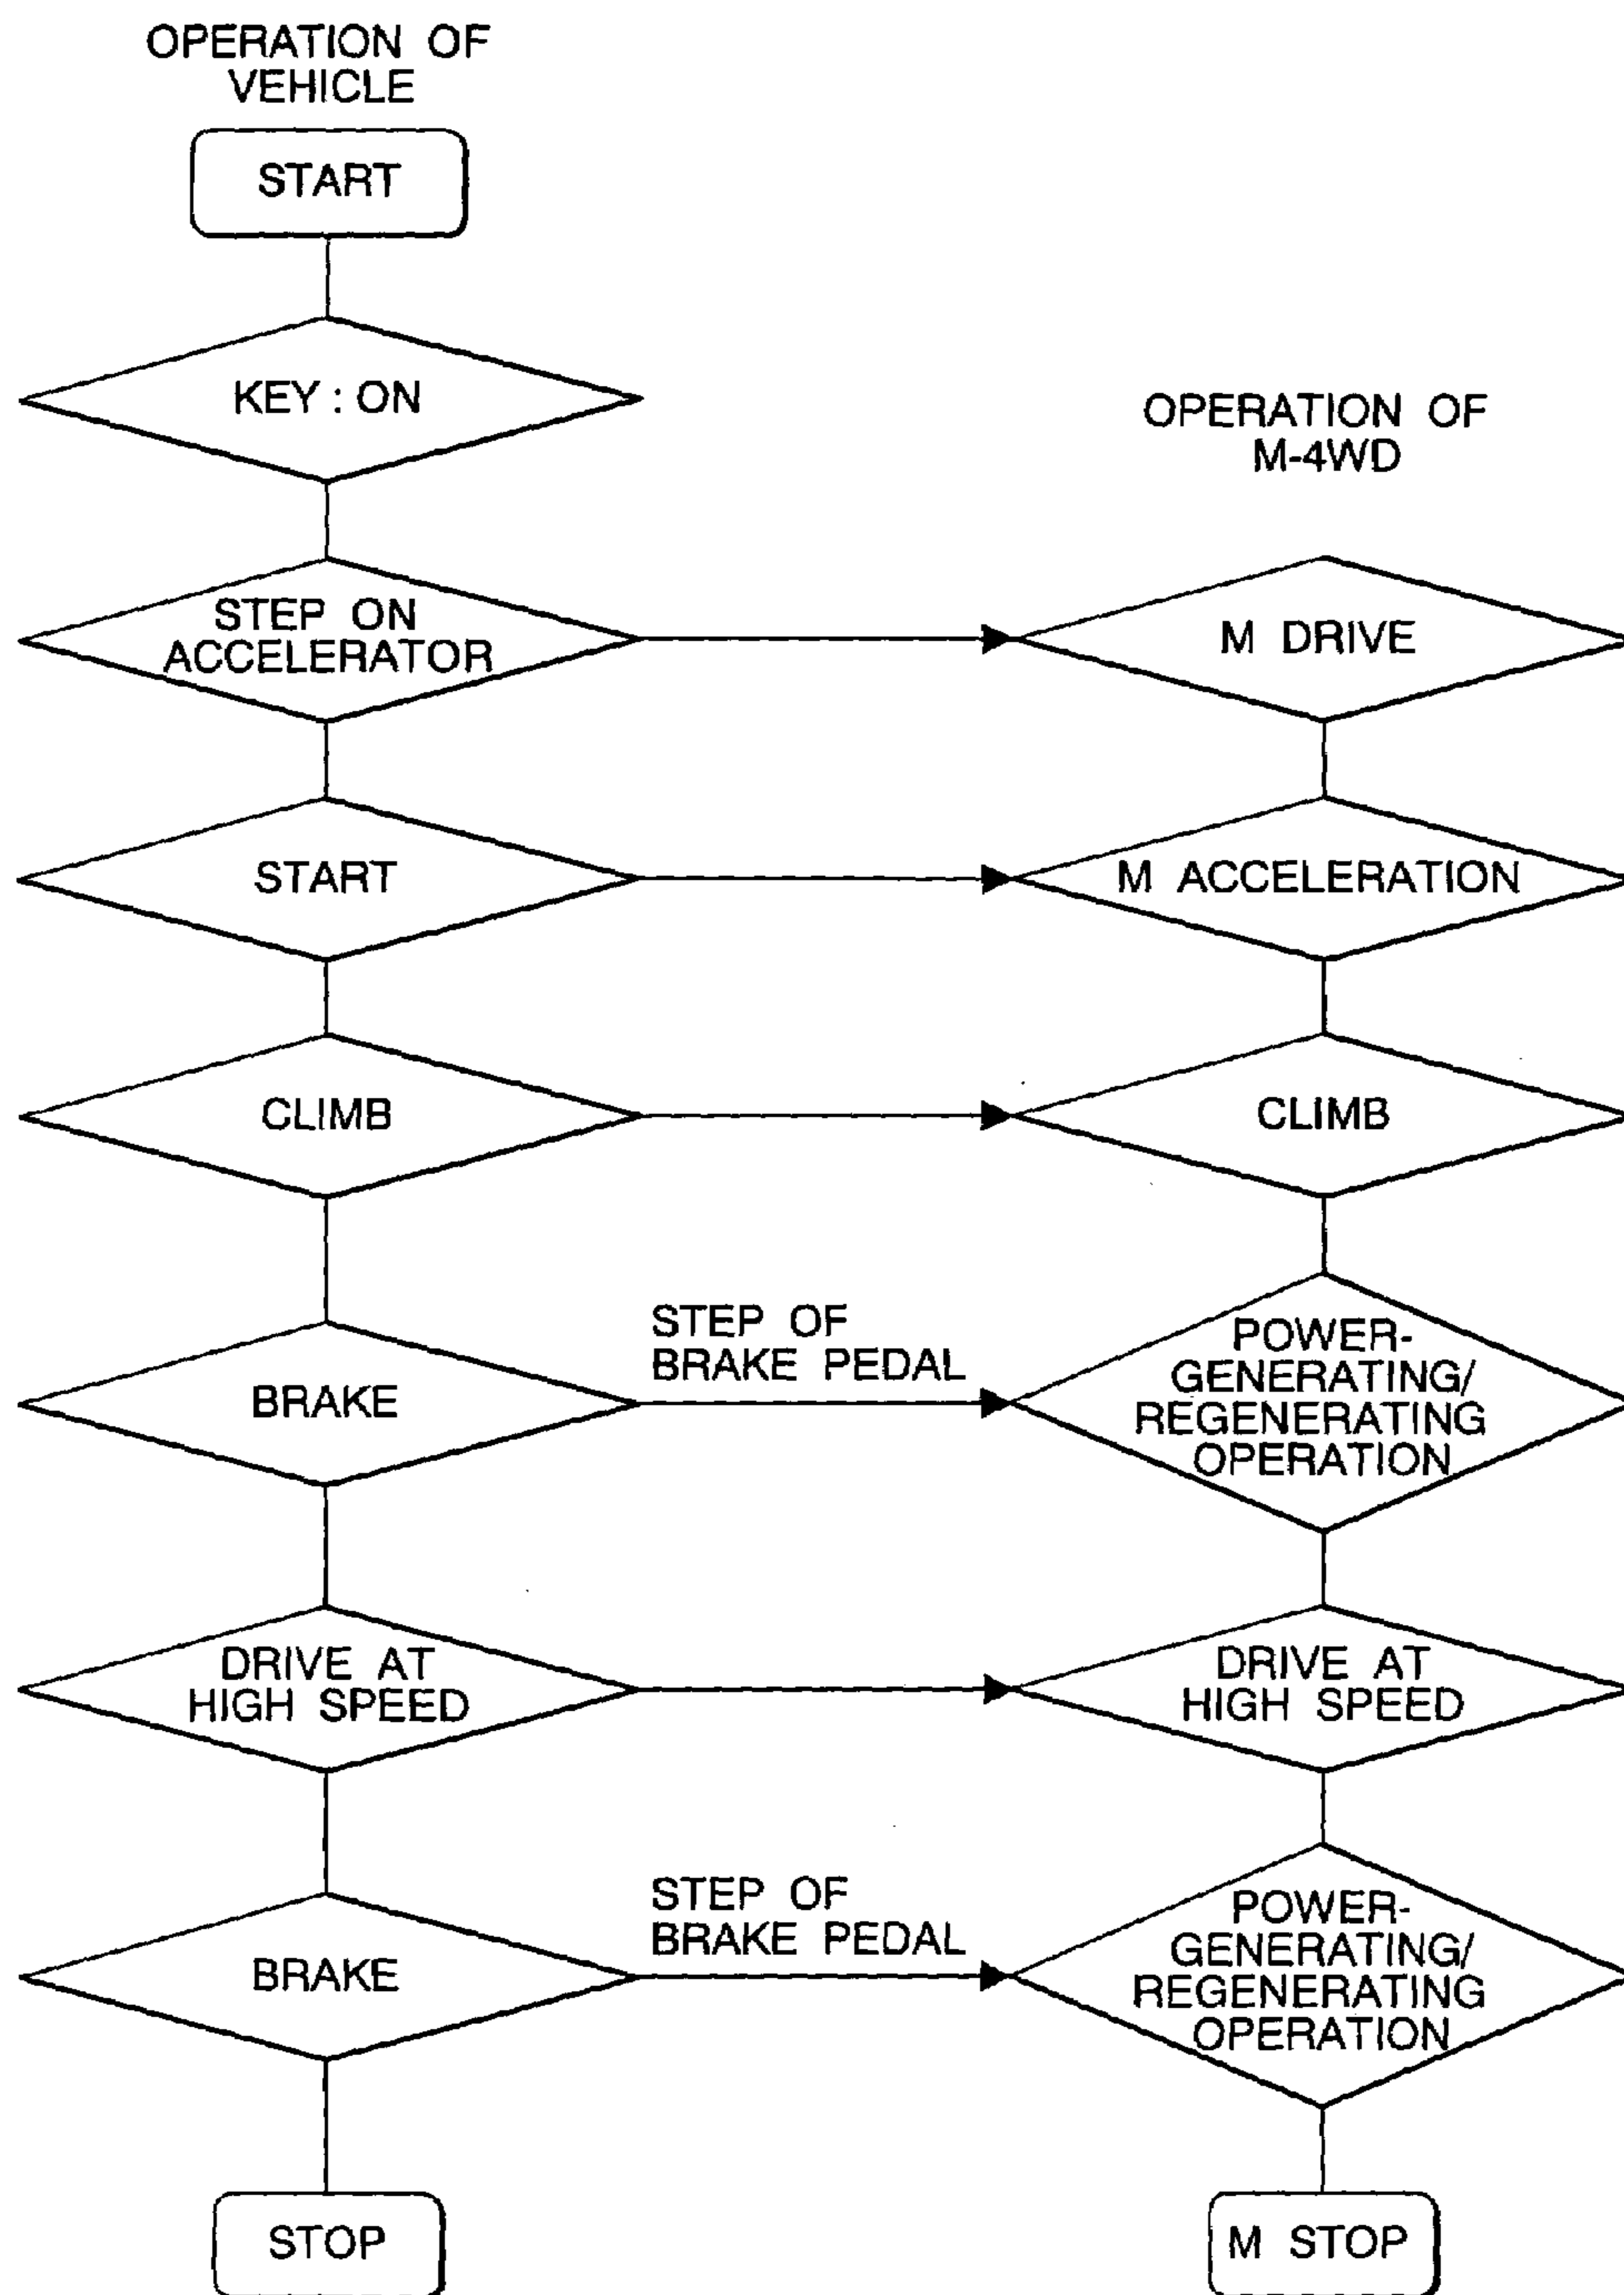 OPERATION OF
VEHICLE
START
KEY : ON
OPERATION OF
M-4WD
STEP ON
ACCELERATOR
M DRIVE
START
M ACCELERATION
CLIMB
CLIMB
BRAKE
STEP OF
BRAKE PEDAL
POWER-
GENERATING/
REGENERATING
OPERATION
DRIVE AT
HIGH SPEED
DRIVE AT
HIGH SPEED
BRAKE
STEP OF
BRAKE PEDAL
POWER-
GENERATING/
REGENERATING
OPERATION
STOP
M STOP